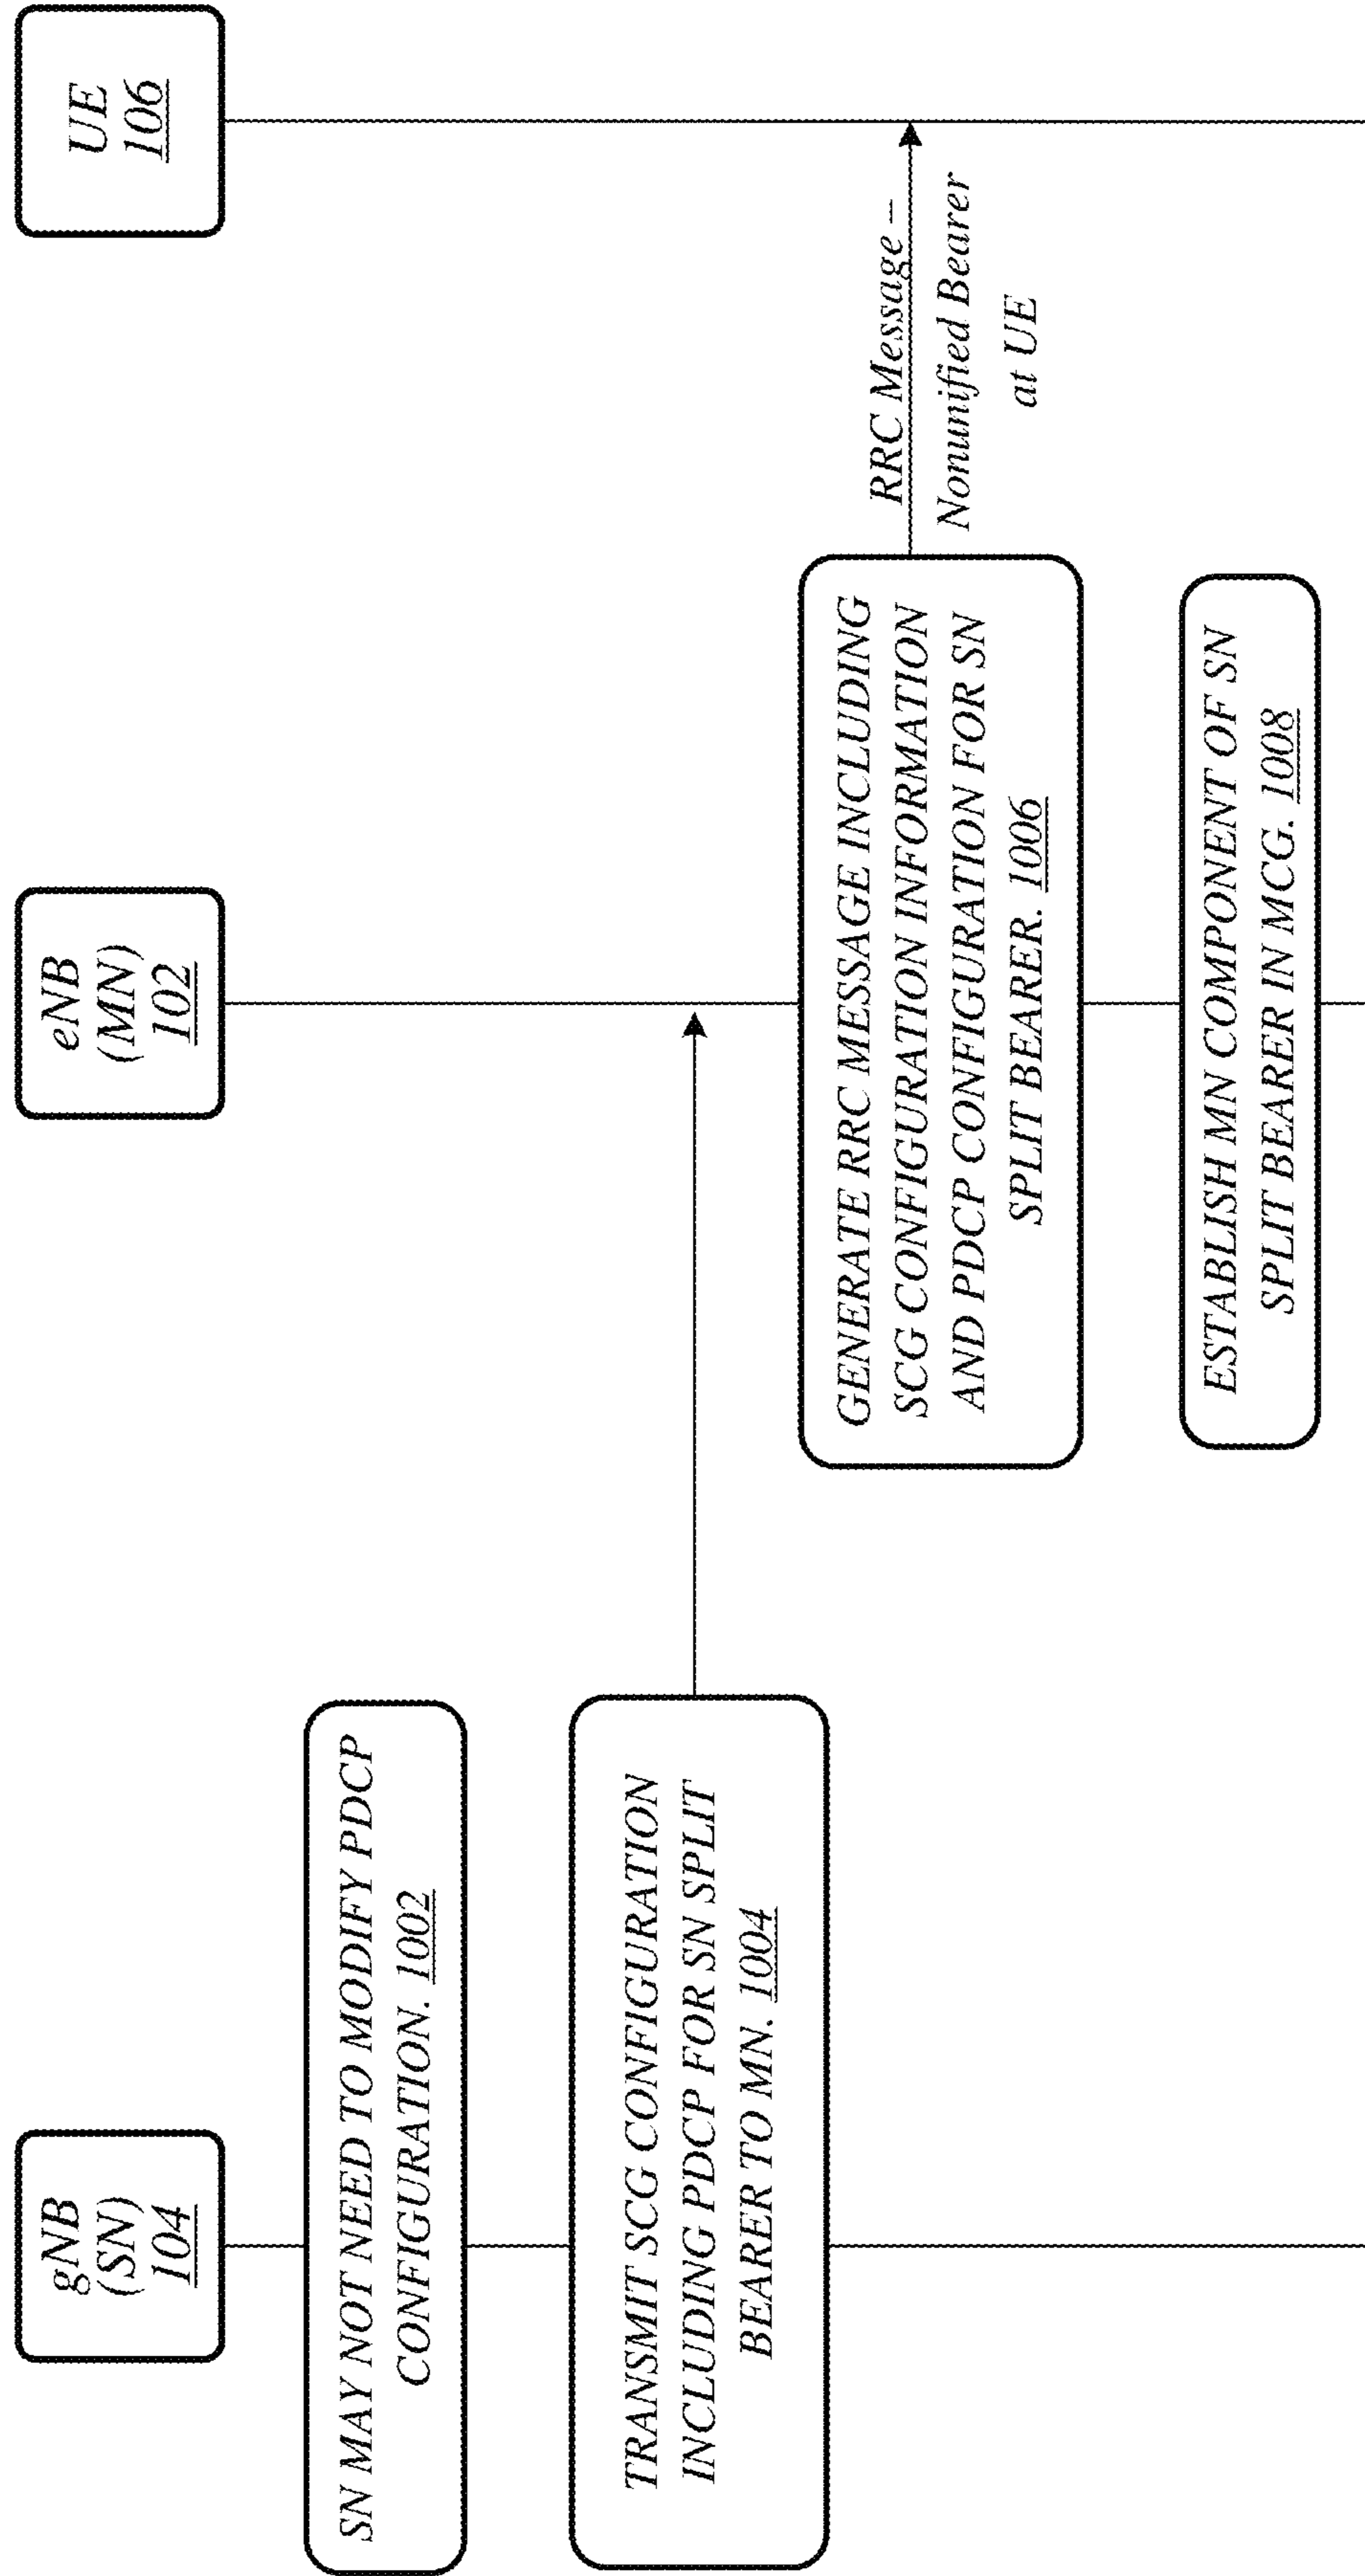 gNB
(SN)
104
eNB
(MN)
102
UE
106
SN MAY NOT NEED TO MODIFY PDCP
CONFIGURATION. 1002
TRANSMIT SCG CONFIGURATION
INCLUDING PDCP FOR SN SPLIT
BEARER TO MN. 1004
GENERATE RRC MESSAGE INCLUDING
SCG CONFIGURATION INFORMATION
AND PDCP CONFIGURATION FOR SN
SPLIT BEARER. 1006
RRC Message –
Nonunified Bearer
at UE
ESTABLISH MN COMPONENT OF SN
SPLIT BEARER IN MCG. 1008